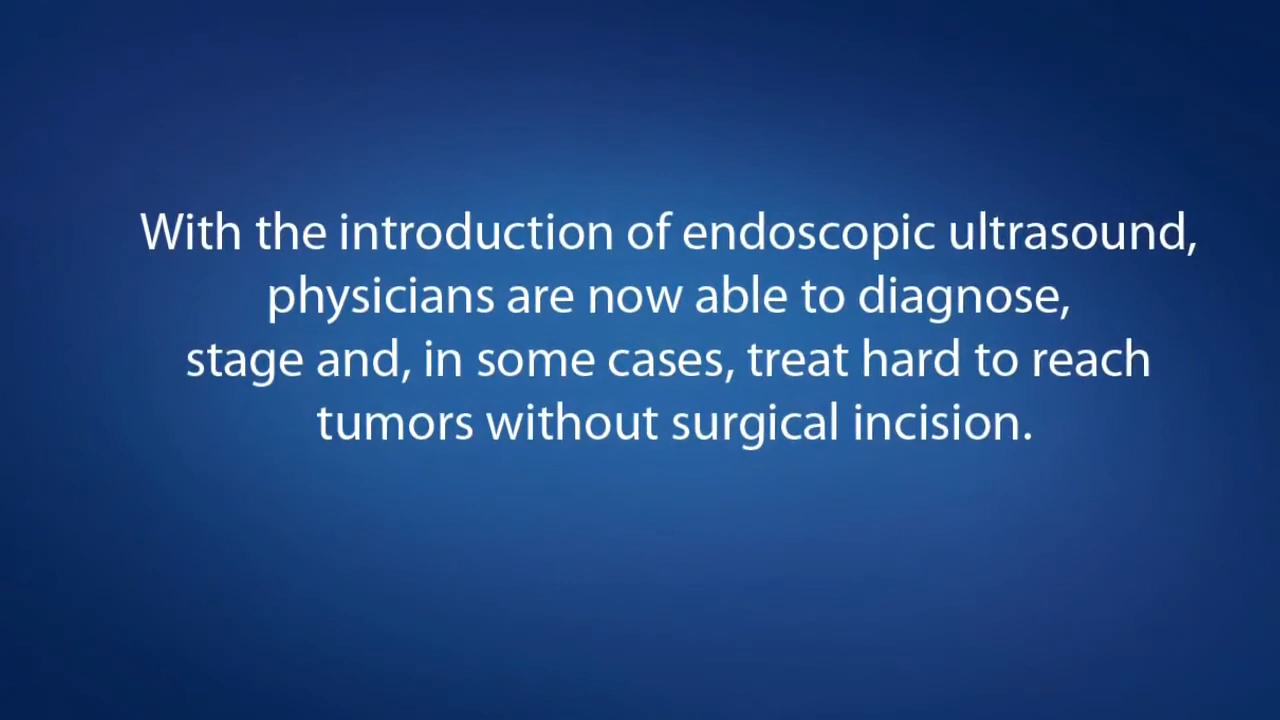 With the introduction of endoscopic ultrasound,
physicians are now able to diagnose,
stage and, in some cases, treat hard to reach
tumors without surgical incision.